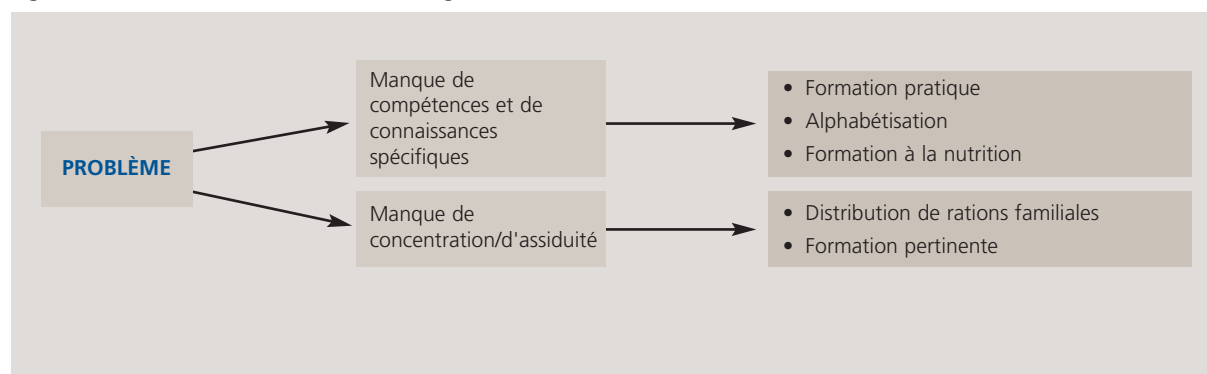 PROBLÈME
Manque de
compétences et de
connaissances
spécifiques
• Formation pratique
• Alphabétisation
• Formation à la nutrition
Manque de
concentration/d'assiduité
• Distribution de rations familiales
• Formation pertinente